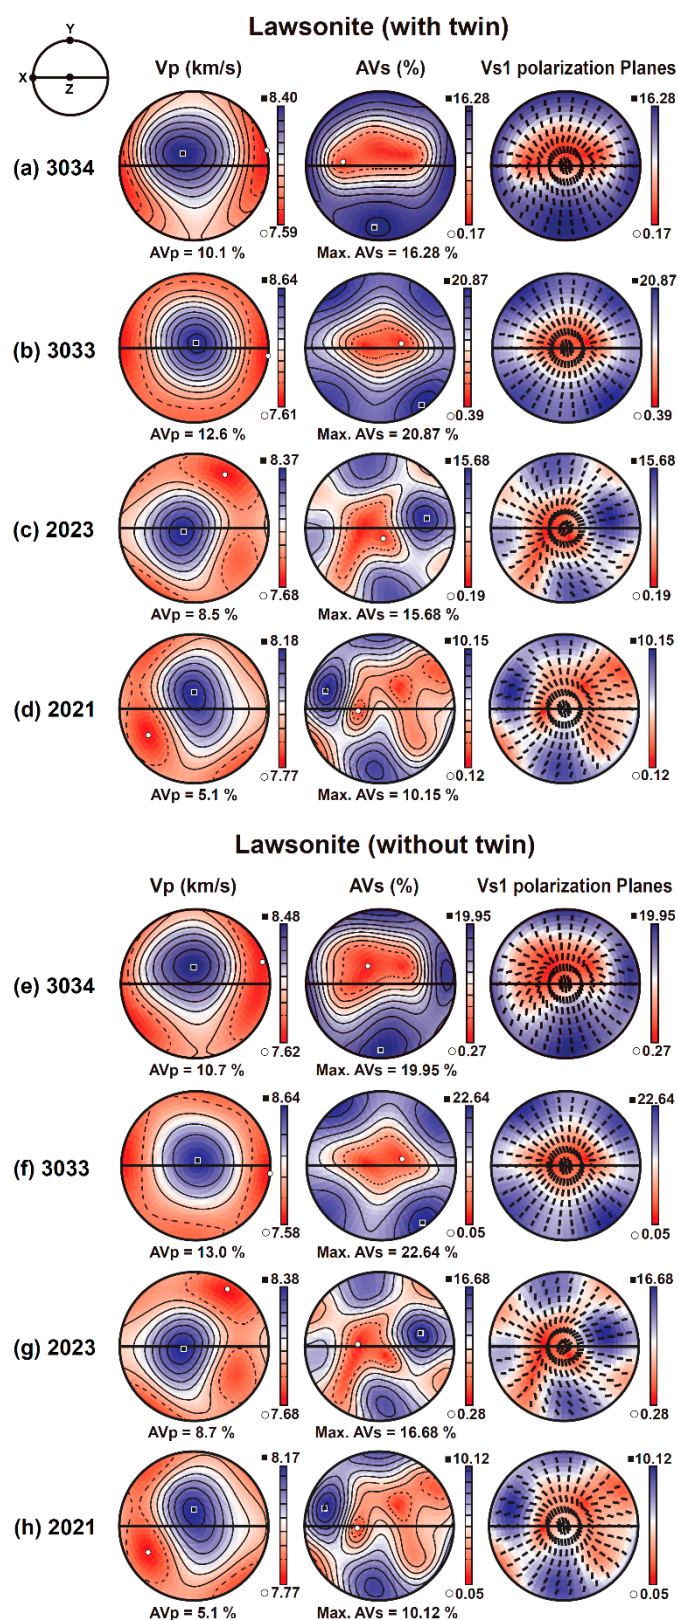 Lawsonite (with twin)
Y
X
Z
Vp (km/s) AVs (%) Vs1 polarization Planes
(a) 3034
■8.40
○7.59
AVp = 10.1 %
■16.28
○0.17
Max. AVs = 16.28 %
■16.28
○0.17
(b) 3033
■8.64
○7.61
AVp = 12.6 %
■20.87
○0.39
Max. AVs = 20.87 %
■20.87
○0.39
(c) 2023
■8.37
○7.68
AVp = 8.5 %
■15.68
○0.19
Max. AVs = 15.68 %
■15.68
○0.19
(d) 2021
■8.18
○7.77
AVp = 5.1 %
■10.15
○0.12
Max. AVs = 10.15 %
■10.15
○0.12
Lawsonite (without twin)
Vp (km/s) AVs (%) Vs1 polarization Planes
(e) 3034
■8.48
○7.62
AVp = 10.7 %
■19.95
○0.27
Max. AVs = 19.95 %
■19.95
○0.27
(f) 3033
■8.64
○7.58
AVp = 13.0 %
■22.64
○0.05
Max. AVs = 22.64 %
■22.64
○0.05
(g) 2023
■8.38
○7.68
AVp = 8.7 %
■16.68
○0.28
Max. AVs = 16.68 %
■16.68
○0.28
(h) 2021
■8.17
○7.77
AVp = 5.1 %
■10.12
○0.05
Max. AVs = 10.12 %
■10.12
○0.05